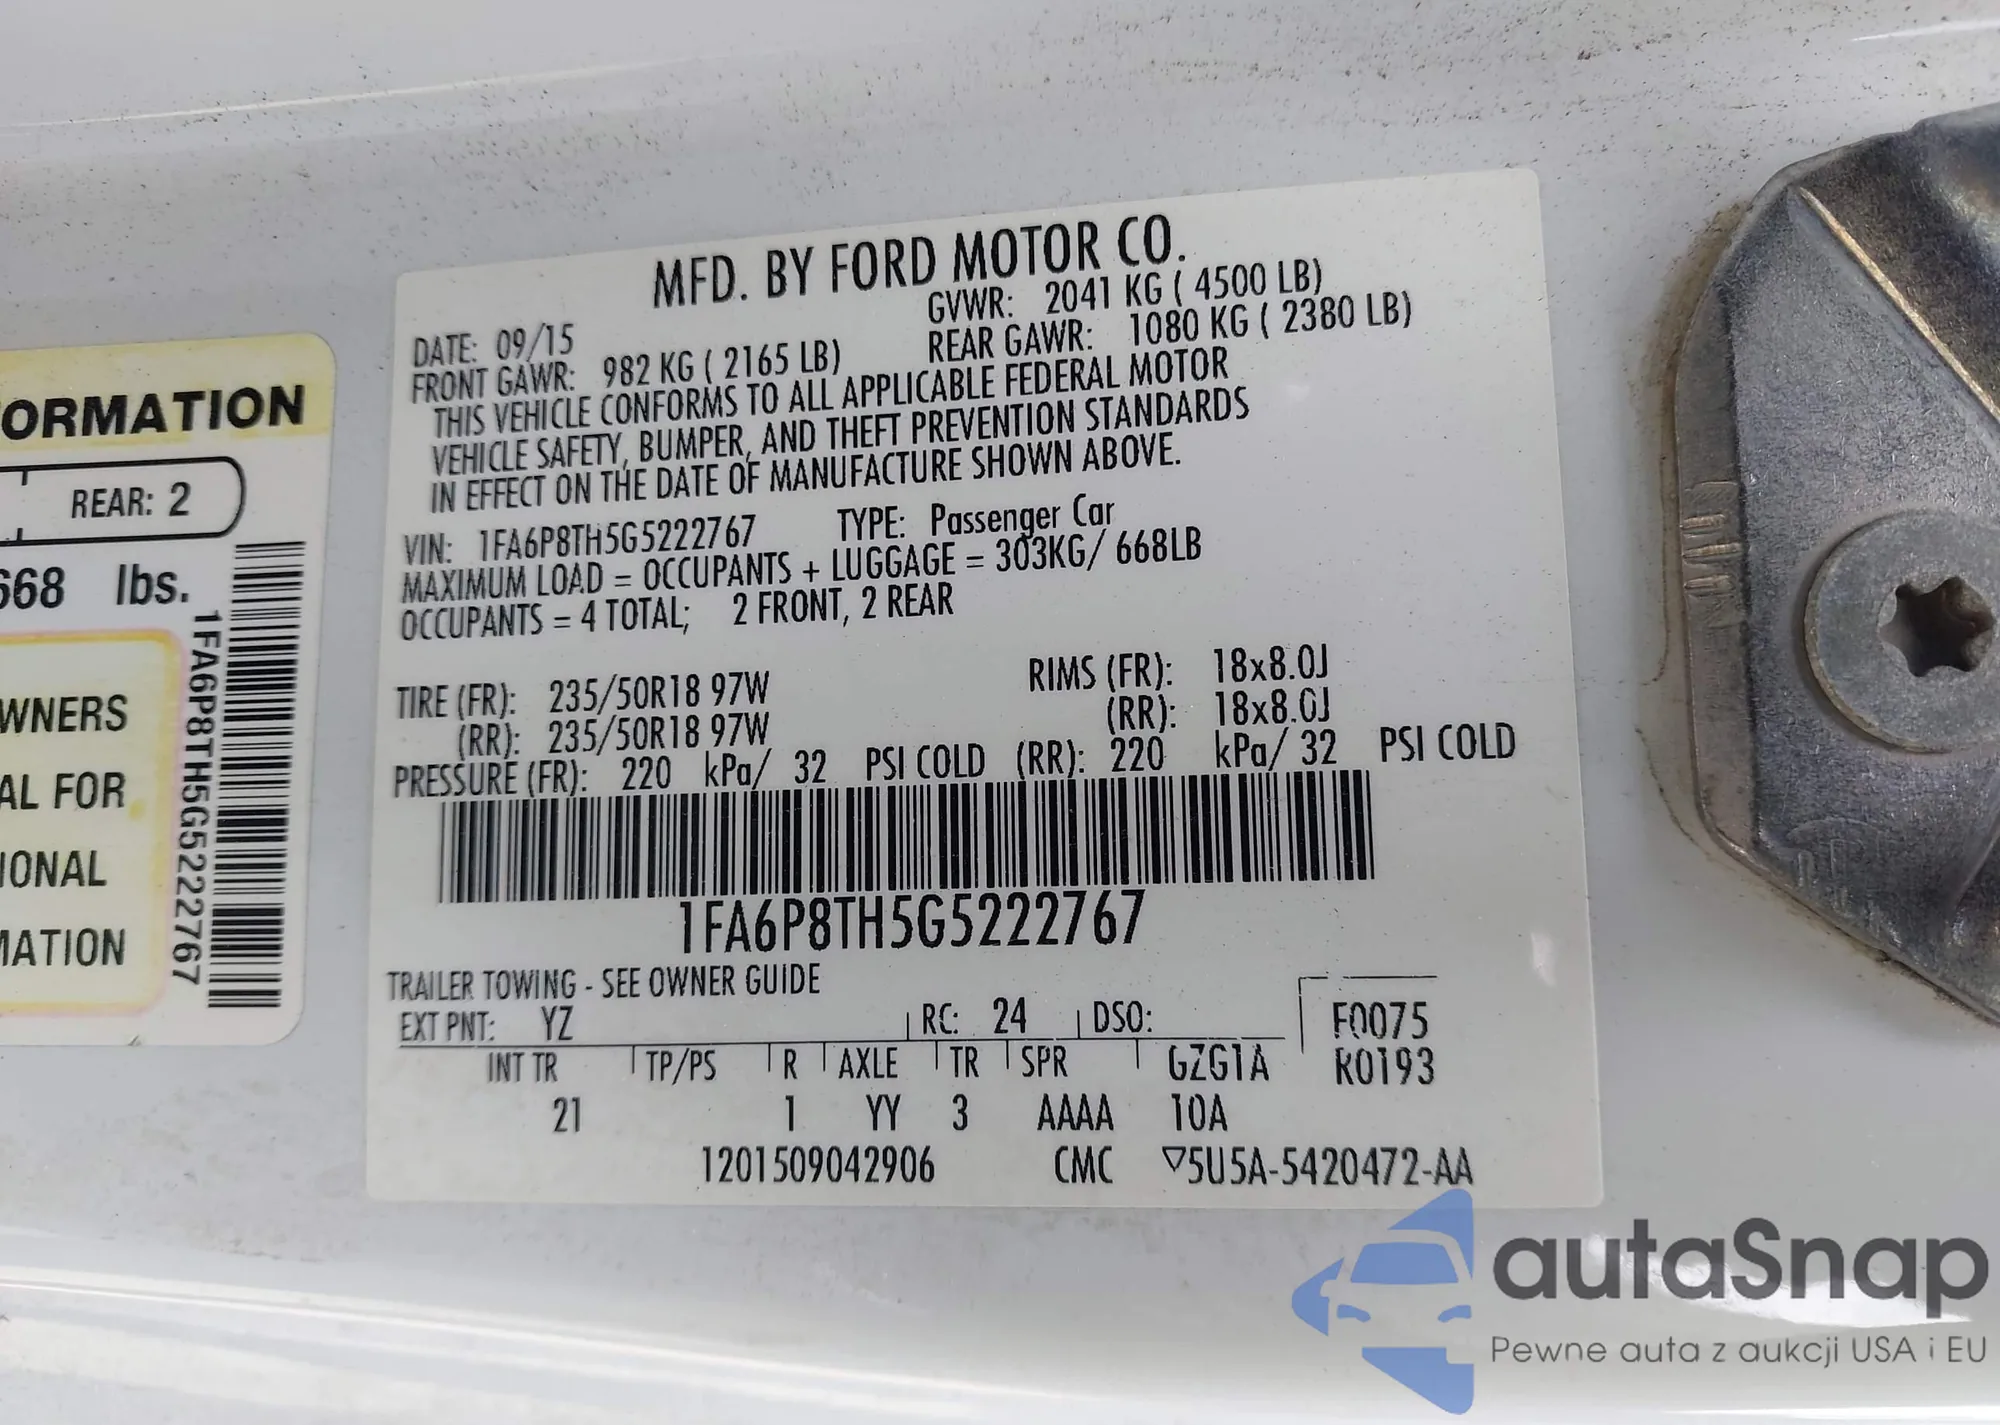 MFD. BY FORD MOTOR CO.
DATE: 09/15 GVWR: 2041 KG ( 4500 LB)
FRONT GAWR: 982 KG ( 2165 LB) REAR GAWR: 1080 KG ( 2380 LB)
THIS VEHICLE CONFORMS TO ALL APPLICABLE FEDERAL MOTOR
VEHICLE SAFETY, BUMPER, AND THEFT PREVENTION STANDARDS
IN EFFECT ON THE DATE OF MANUFACTURE SHOWN ABOVE.
VIN: 1FA6P8TH5G5222767 TYPE: Passenger Car
MAXIMUM LOAD = OCCUPANTS + LUGGAGE = 303KG/ 668LB
OCCUPANTS = 4 TOTAL; 2 FRONT, 2 REAR
TIRE (FR): 235/50R18 97W RIMS (FR): 18x8.0J
(RR): 235/50R18 97W (RR): 18x8.0J
PRESSURE (FR): 220 kPa/ 32 PSI COLD (RR): 220 kPa/ 32 PSI COLD
1FA6P8TH5G5222767
TRAILER TOWING - SEE OWNER GUIDE
EXT PNT: YZ RC: 24 DSO: F0075
INT TR TP/PS R AXLE TR SPR GZG1A R0193
21 1 YY 3 AAAA 10A
1201509042906 CMC ▽5U5A-5420472-AA
ORMATION
REAR: 2
668 lbs.
WNERS
AL FOR
IONAL
MATION
1FA6P8TH5G5222767
autaSnap
Pewne auta z aukcji USA i EU